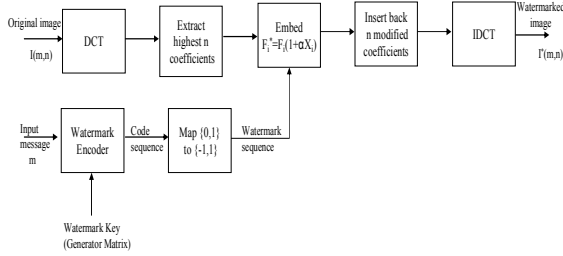 Original image
I(m,n)
DCT
Extract
highest n
coefficients
Embed
F_i*=F_i(1+αX_i)
Insert back
n modified
coefficients
IDCT
Watermarked
image
I*(m,n)
Input
message
m
Watermark
Encoder
Code
sequence
Map {0,1}
to {-1,1}
Watermark
sequence
Watermark Key
(Generator Matrix)